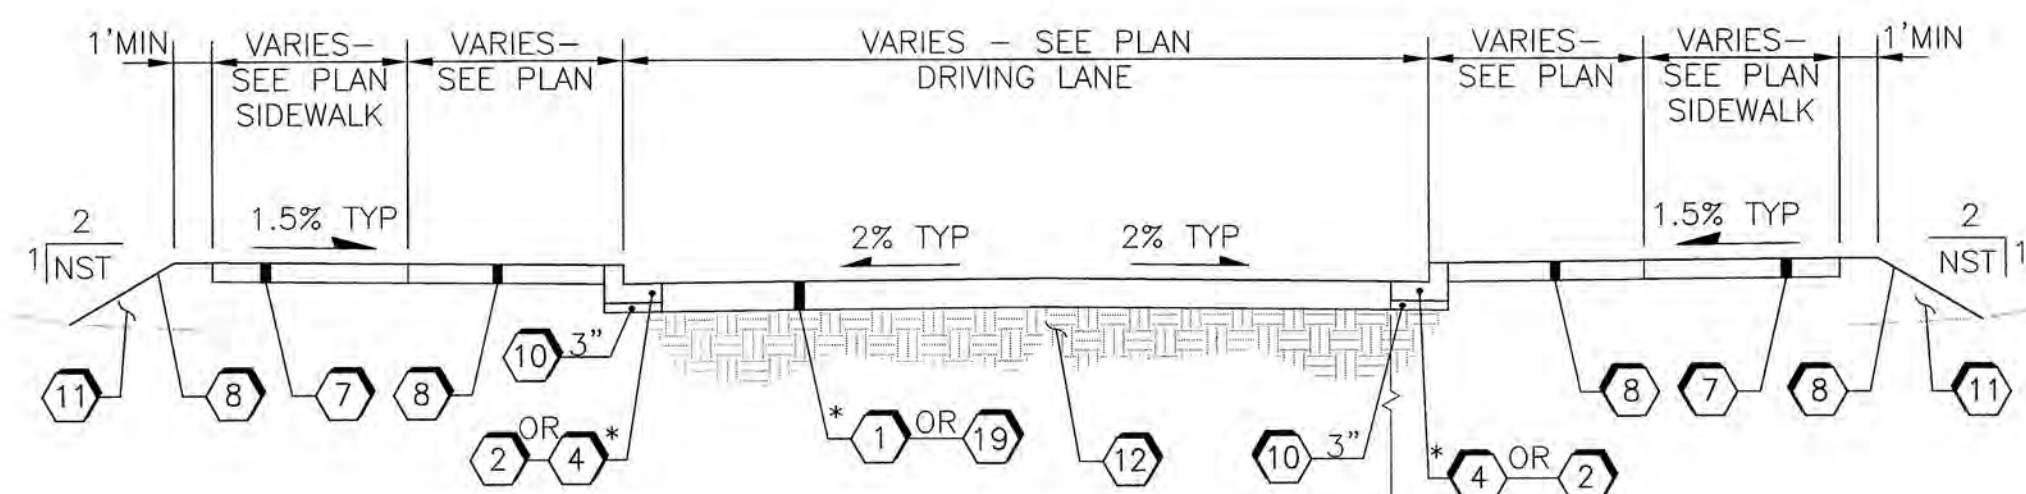 1'MIN VARIES- VARIES- VARIES - SEE PLAN VARIES- VARIES- 1'MIN
SEE PLAN SEE PLAN DRIVING LANE SEE PLAN SEE PLAN
SIDEWALK SIDEWALK
2 1.5% TYP 2% TYP 2% TYP 1.5% TYP 2
1 NST NST 1
10 3"
11 8 7 8 8 7 8 11
OR * * 1 OR 19
2 4 12 10 3" * 4 OR 2